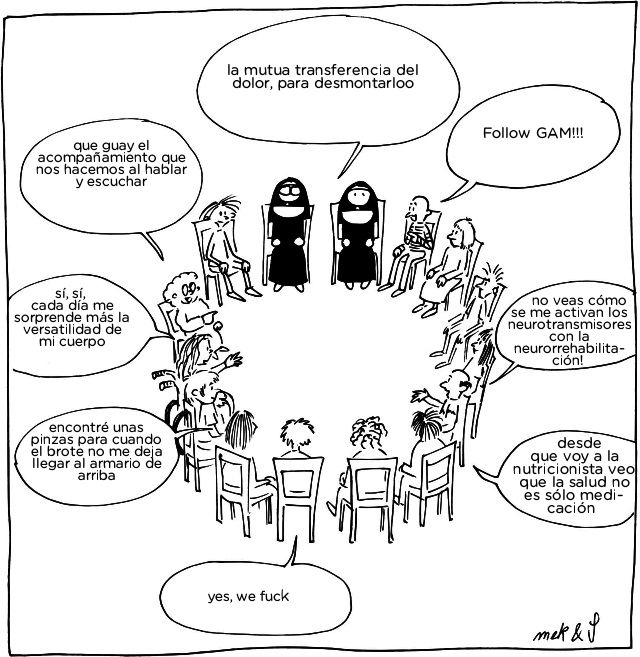 la mutua transferencia del
dolor, para desmontarloo
Follow GAM!!!
que guay el
acompañamiento que
nos hacemos al hablar
y escuchar
sí, sí,
cada día me
sorprende más la
versatilidad de
mi cuerpo
no veas cómo
se me activan los
neurotransmisores
con la
neurorrehabilita-
ción!
encontré unas
pinzas para cuando
el brote no me deja
llegar al armario de
arriba
desde
que voy a la
nutricionista veo
que la salud no
es sólo medi-
cación
yes, we fuck
mek & J